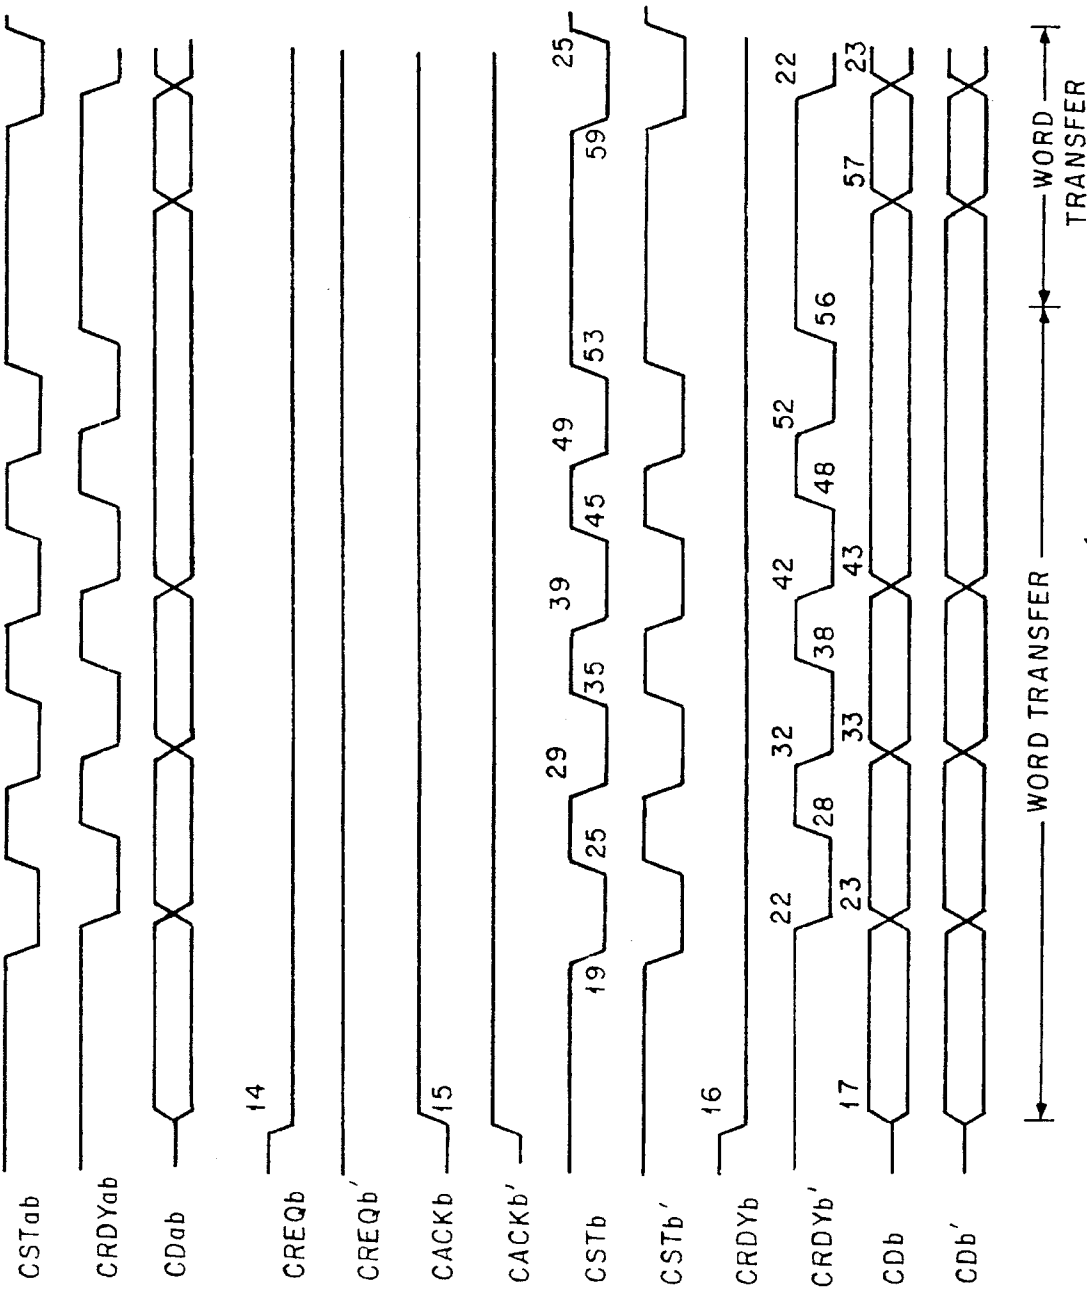 CSTab
CRDYab
CDab
CREQb 14
CREQb'
CACKb 15
CACKb'
CSTb 19 25 29 35 39 45 49 53 59 25
CSTb'
CRDYb 16
CRDYb' 22 28 32 38 42 48 52 56 22
CDb 17 23 33 43 57 23
CDb'
WORD TRANSFER
WORD
TRANSFER